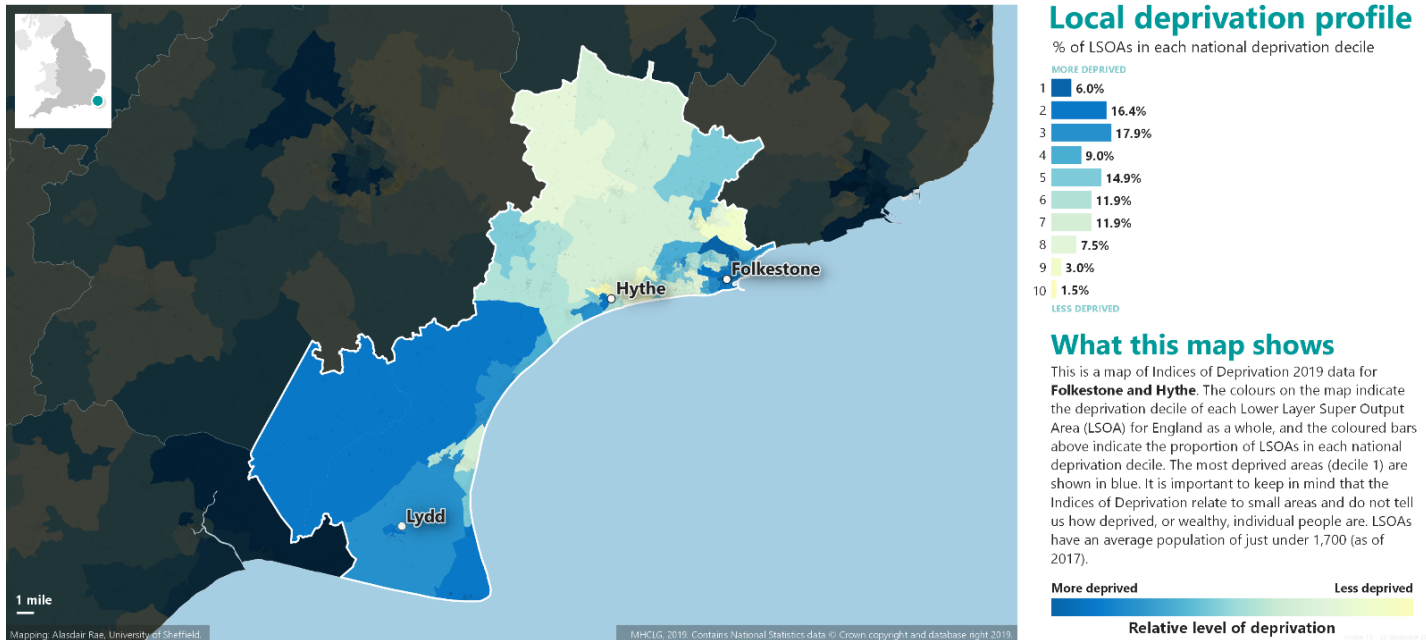 Local deprivation profile
% of LSOAs in each national deprivation decile
MORE DEPRIVED
1 6.0%
2 16.4%
3 17.9%
4 9.0%
5 14.9%
6 11.9%
7 11.9%
8 7.5%
9 3.0%
10 1.5%
LESS DEPRIVED
What this map shows
This is a map of Indices of Deprivation 2019 data for
Folkestone and Hythe. The colours on the map indicate
the deprivation decile of each Lower Layer Super Output
Area (LSOA) for England as a whole, and the coloured bars
above indicate the proportion of LSOAs in each national
deprivation decile. The most deprived areas (decile 1) are
shown in blue. It is important to keep in mind that the
Indices of Deprivation relate to small areas and do not tell
us how deprived, or wealthy, individual people are. LSOAs
have an average population of just under 1,700 (as of
2017).
More deprived Less deprived
Relative level of deprivation
Folkestone
Hythe
Lydd
1 mile
Mapping: Alasdair Rae, University of Sheffield.
MHCLG, 2019. Contains National Statistics data © Crown copyright and database right 2019.